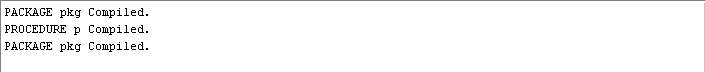 PACKAGE pkg Compiled.
PROCEDURE p Compiled.
PACKAGE pkg Compiled.